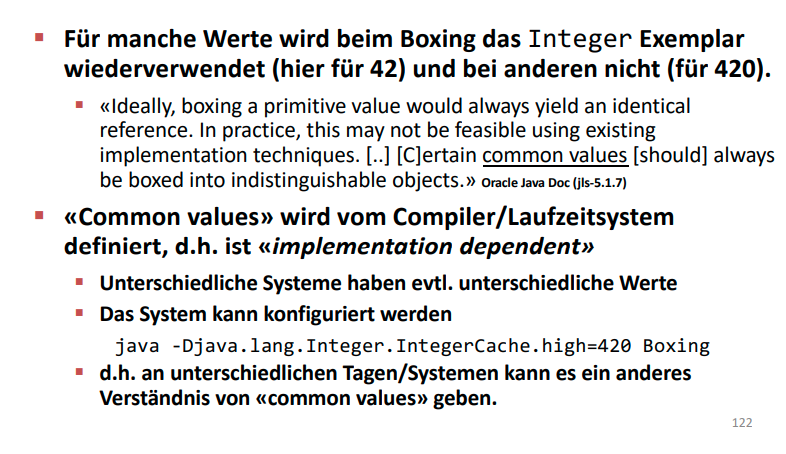 Für manche Werte wird beim Boxing das Integer Exemplar
wiederverwendet (hier für 42) und bei anderen nicht (für 420).
«Ideally, boxing a primitive value would always yield an identical
reference. In practice, this may not be feasible using existing
implementation techniques. [..] [C]ertain common values [should] always
be boxed into indistinguishable objects.» Oracle Java Doc (jls-5.1.7)
«Common values» wird vom Compiler/Laufzeitsystem
definiert, d.h. ist «implementation dependent»
Unterschiedliche Systeme haben evtl. unterschiedliche Werte
Das System kann konfiguriert werden
java -Djava.lang.Integer.IntegerCache.high=420 Boxing
d.h. an unterschiedlichen Tagen/Systemen kann es ein anderes
Verständnis von «common values» geben.
122